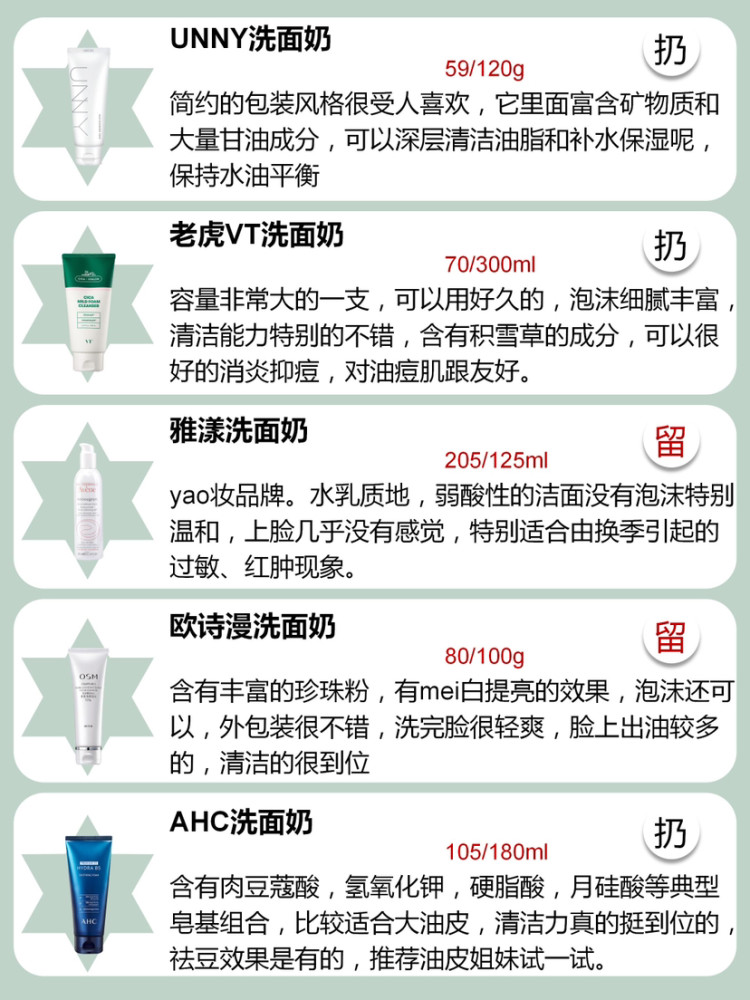 UNNY洗面奶
扔
59/120g
UNNY
简约的包装风格很受人喜欢，它里面富含矿物质和
大量甘油成分，可以深层清洁油脂和补水保湿呢，
保持水油平衡
老虎VT洗面奶
扔
70/300ml
CICA
MILD FOAM
CLEANSER
VT
容量非常大的一支，可以用好久的，泡沫细腻丰富，
清洁能力特别的不错，含有积雪草的成分，可以很
好的消炎抑痘，对油痘肌跟友好。
雅漾洗面奶
留
205/125ml
yao妆品牌。水乳质地，弱酸性的洁面没有泡沫特别
温和，上脸几乎没有感觉，特别适合由换季引起的
过敏、红肿现象。
欧诗漫洗面奶
留
80/100g
OSM
含有丰富的珍珠粉，有mei白提亮的效果，泡沫还可
以，外包装很不错，洗完脸很轻爽，脸上出油较多
的，清洁的很到位
AHC洗面奶
扔
105/180ml
HYDRA B5
AHC
含有肉豆蔻酸，氢氧化钾，硬脂酸，月硅酸等典型
皂基组合，比较适合大油皮，清洁力真的挺到位的，
祛豆效果是有的，推荐油皮姐妹试一试。